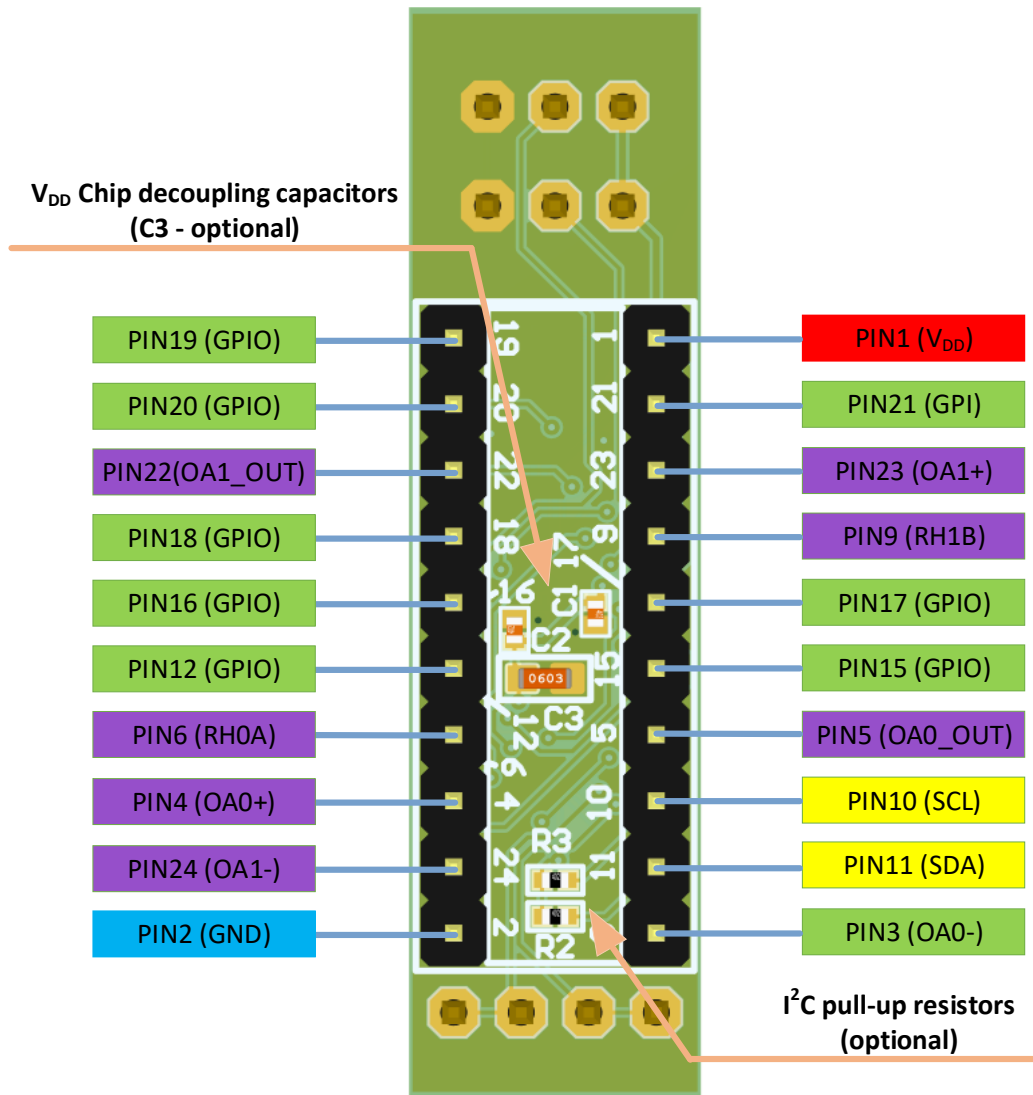 V_DD Chip decoupling capacitors
(C3 - optional)
PIN19 (GPIO)
PIN20 (GPIO)
PIN22(OA1_OUT)
PIN18 (GPIO)
PIN16 (GPIO)
PIN12 (GPIO)
PIN6 (RH0A)
PIN4 (OA0+)
PIN24 (OA1-)
PIN2 (GND)
19
20
22
18
16
12
6
4
24
2
C2
0603
C3
C1
R3
R2
1
21
23
9
17
15
5
10
11
PIN1 (V_DD)
PIN21 (GPI)
PIN23 (OA1+)
PIN9 (RH1B)
PIN17 (GPIO)
PIN15 (GPIO)
PIN5 (OA0_OUT)
PIN10 (SCL)
PIN11 (SDA)
PIN3 (OA0-)
I²C pull-up resistors
(optional)